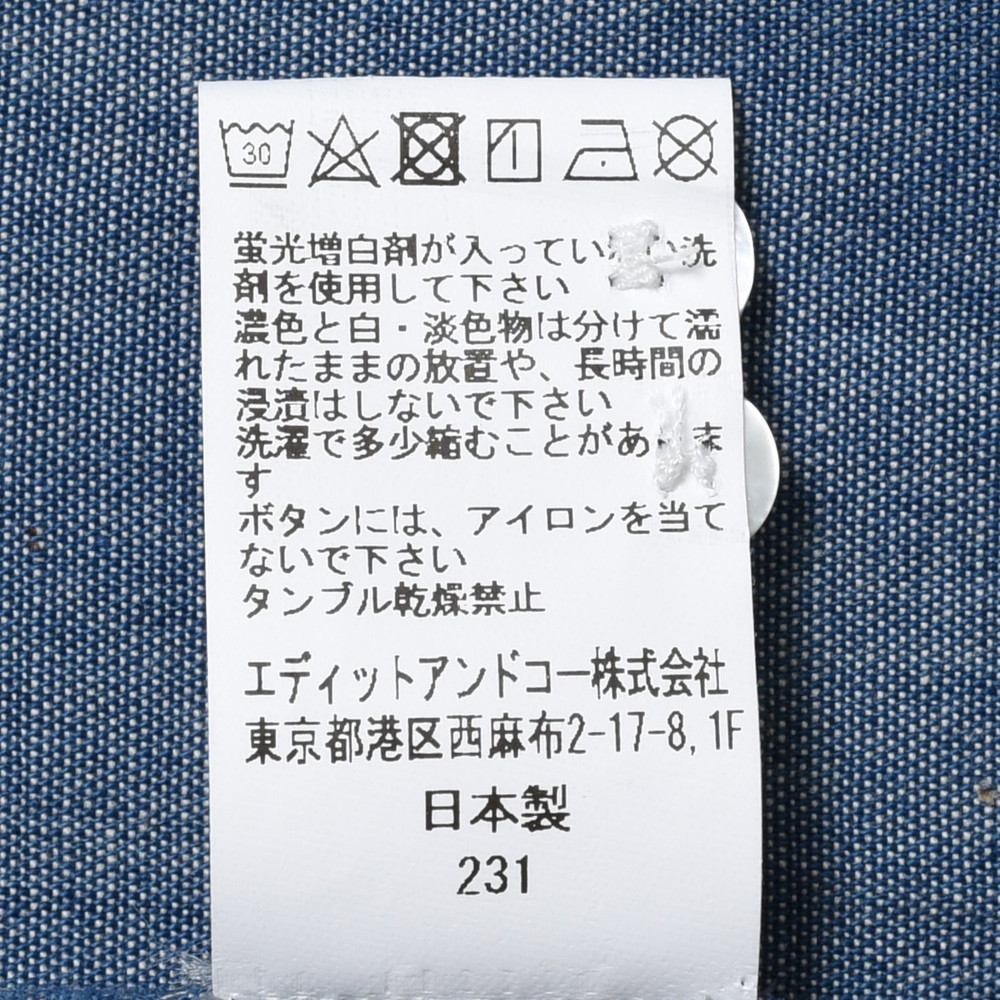 30
蛍光増白剤が入ってい い洗
剤を使用して下さい
濃色と白・淡色物は分けて濡
れたままの放置や、長時間の
浸漬はしないで下さい
洗濯で多少縮むことがあ ま
す
ボタンには、アイロンを当て
ないで下さい
タンブル乾燥禁止
エディットアンドコー株式会社
東京都港区西麻布2-17-8,1F
日本製
231